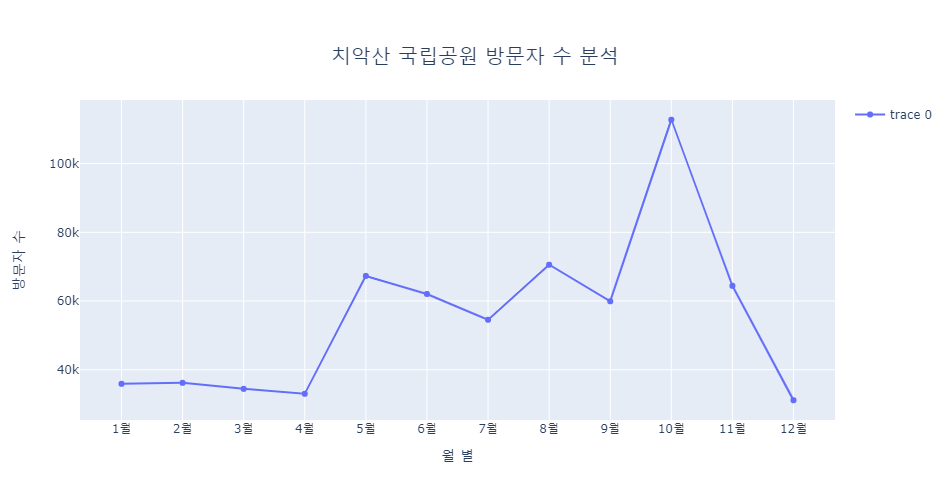 치악산 국립공원 방문자 수 분석
trace 0
방문자 수
100k
80k
60k
40k
1월 2월 3월 4월 5월 6월 7월 8월 9월 10월 11월 12월
월 별